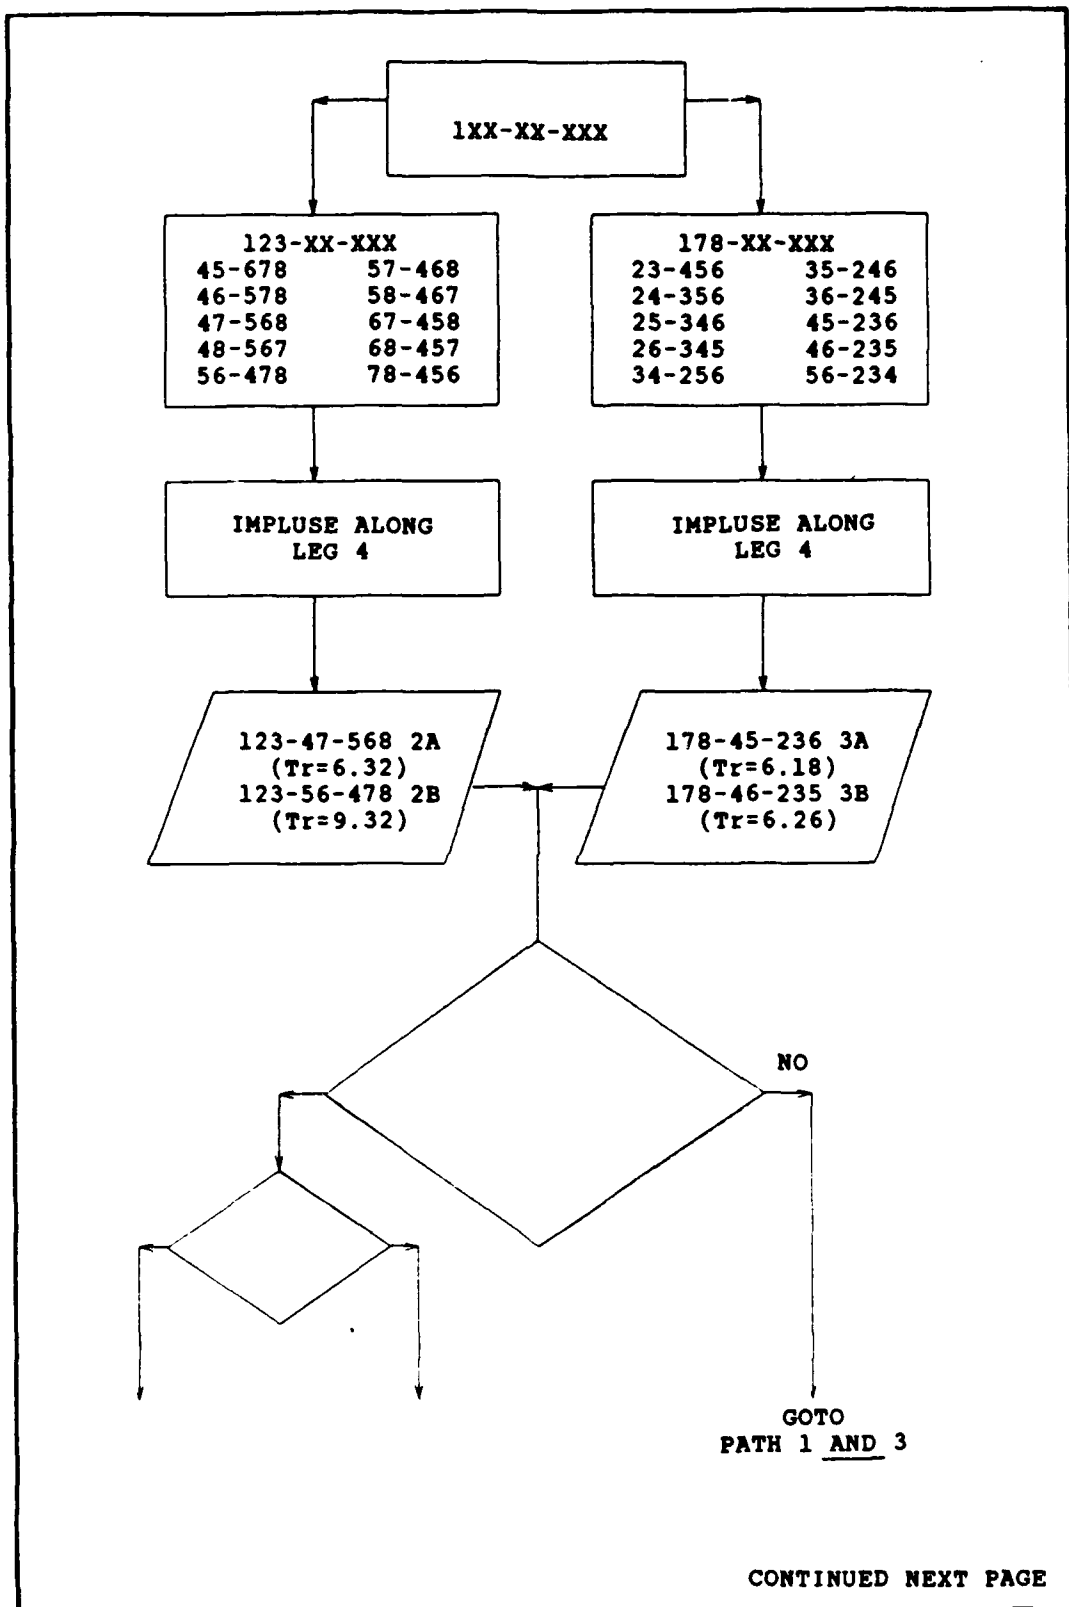 1XX-XX-XXX
123-XX-XXX
45-678 57-468
46-578 58-467
47-568 67-458
48-567 68-457
56-478 78-456
178-XX-XXX
23-456 35-246
24-356 36-245
25-346 45-236
26-345 46-235
34-256 56-234
IMPLUSE ALONG
LEG 4
IMPLUSE ALONG
LEG 4
123-47-568 2A
(Tr=6.32)
123-56-478 2B
(Tr=9.32)
178-45-236 3A
(Tr=6.18)
178-46-235 3B
(Tr=6.26)
NO
GOTO
PATH 1 AND 3
CONTINUED NEXT PAGE